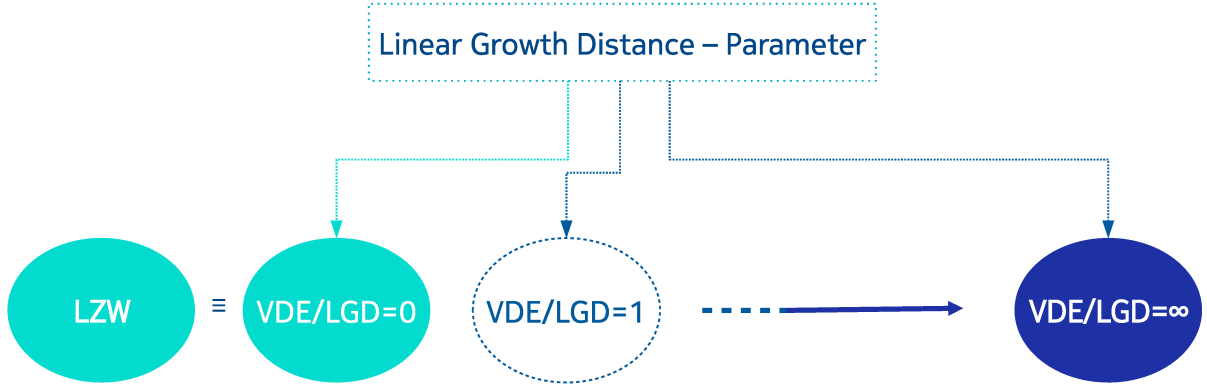 Linear Growth Distance – Parameter
LZW ≡ VDE/LGD=0 VDE/LGD=1 VDE/LGD=∞